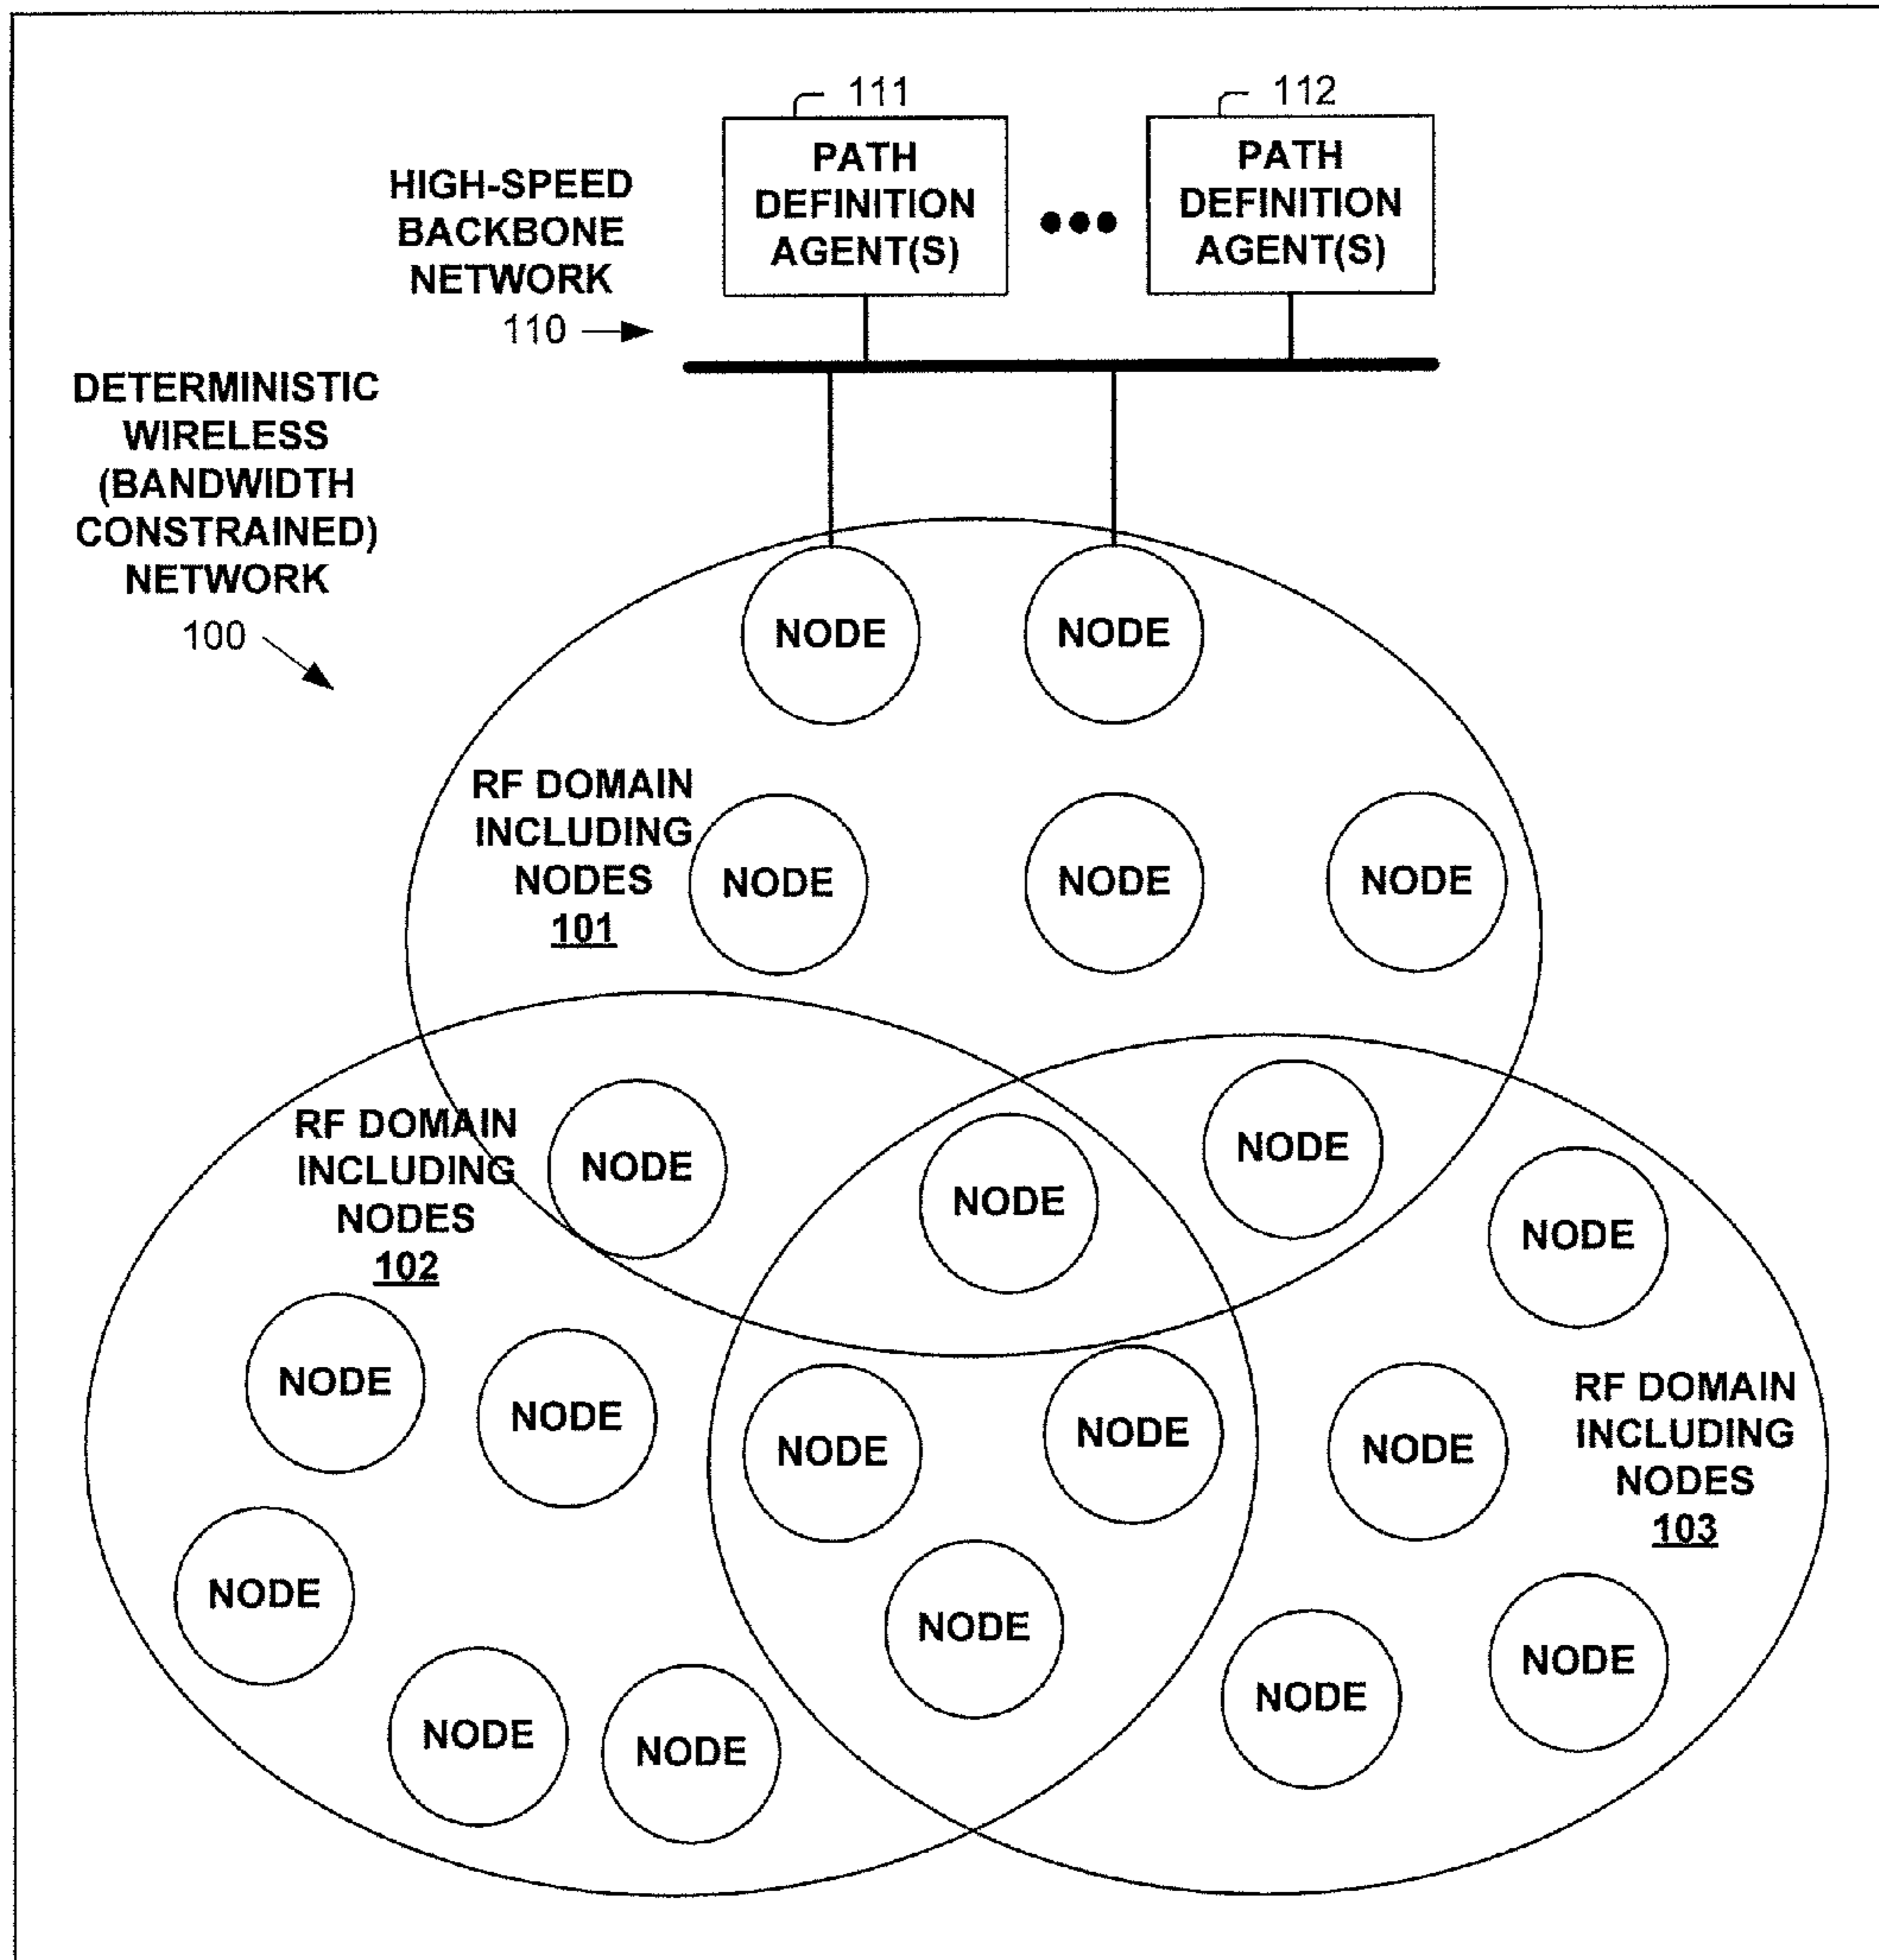 111
PATH
DEFINITION
AGENT(S)
112
PATH
DEFINITION
AGENT(S)
HIGH-SPEED
BACKBONE
NETWORK
110
DETERMINISTIC
WIRELESS
(BANDWIDTH
CONSTRAINED)
NETWORK
100
NODE
NODE
RF DOMAIN
INCLUDING
NODES
101
NODE
NODE
NODE
RF DOMAIN
INCLUDING
NODES
102
NODE
NODE
NODE
NODE
NODE
NODE
NODE
NODE
NODE
RF DOMAIN
INCLUDING
NODES
103
NODE
NODE
NODE
NODE
NODE
NODE